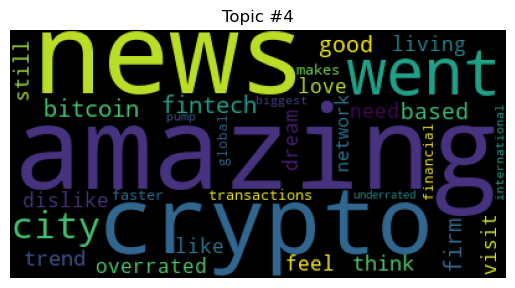 Topic #4
still
news
good
living
makes
love
went
bitcoin
fintech
biggest
pump
global
dream
network
need
based
amazing
financial
international
dislike
faster
transactions
underrated
city
crypto
like
firm
visit
trend
overrated
feel
think